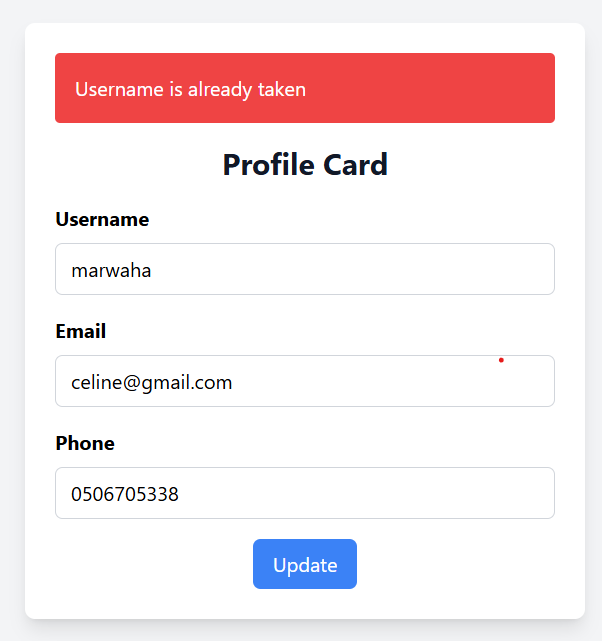 Username is already taken
Profile Card
Username
marwaha
Email
celine@gmail.com
Phone
0506705338
Update